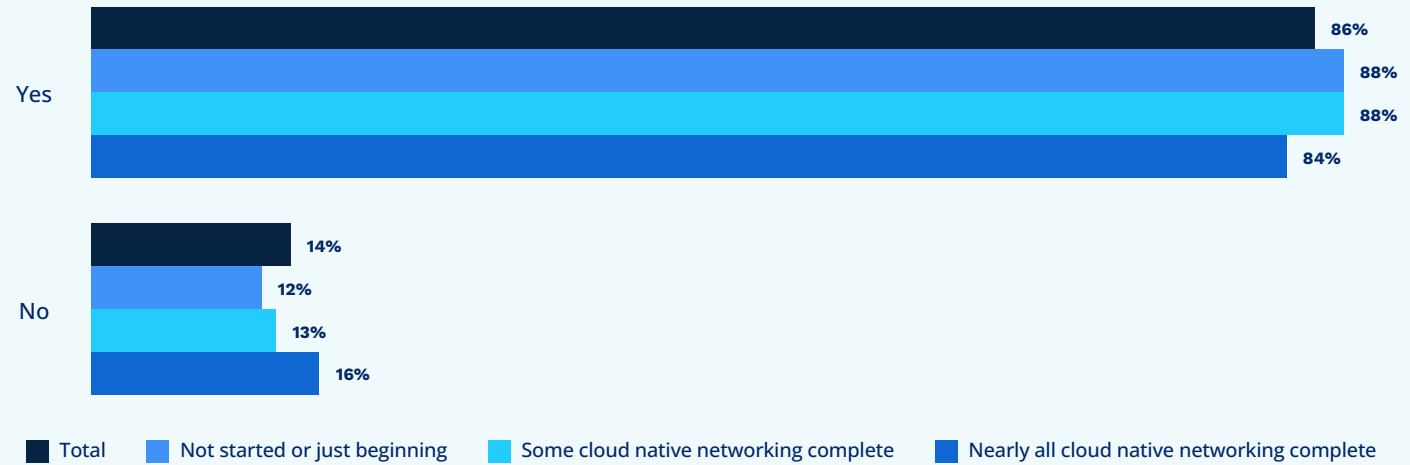 86%
88%
Yes
88%
84%
14%
12%
No
13%
16%
Total Not started or just beginning Some cloud native networking complete Nearly all cloud native networking complete